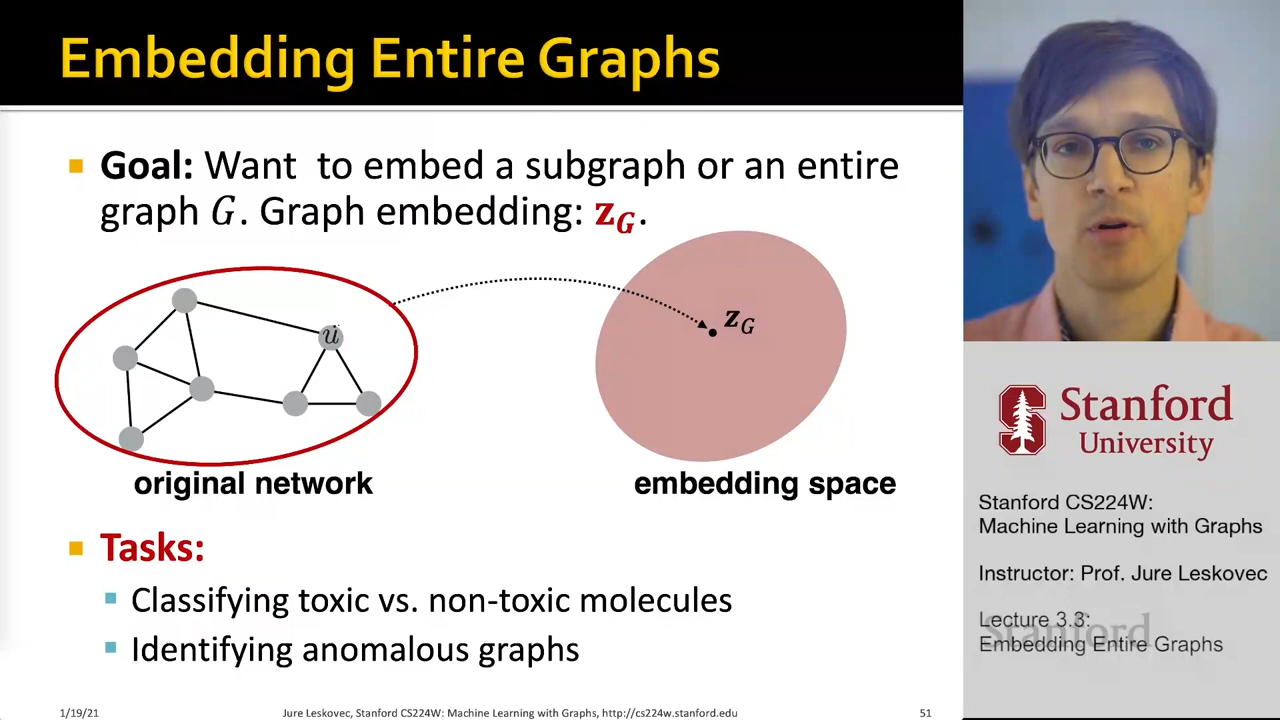 Embedding Entire Graphs
Goal: Want to embed a subgraph or an entire
graph G. Graph embedding: z_G.
ü
z_G
original network
embedding space
Tasks:
Classifying toxic vs. non-toxic molecules
Identifying anomalous graphs
1/19/21
Jure Leskovec, Stanford CS224W: Machine Learning with Graphs, http://cs224w.stanford.edu
51
S
Stanford
University
Stanford CS224W:
Machine Learning with Graphs
Instructor: Prof. Jure Leskovec
Lecture 3.3:
Stanford
Embedding Entire Graphs